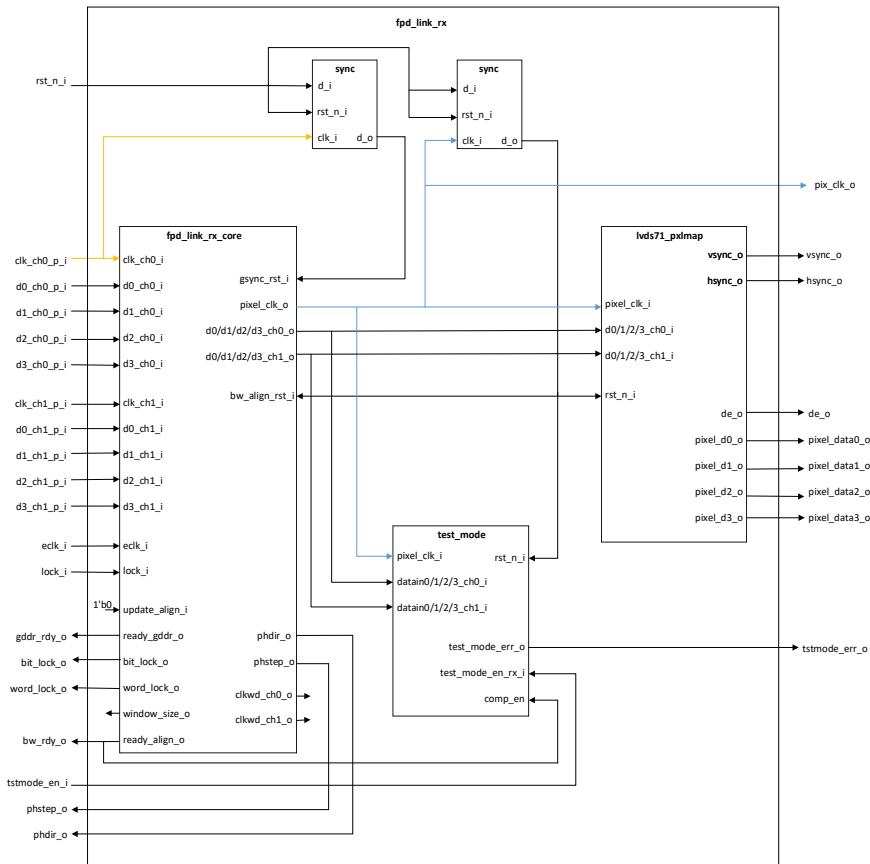 fpd_link_rx
sync
d_i
rst_n_i
clk_i
d_o
sync
d_i
rst_n_i
clk_i
d_o
rst_n_i
pix_clk_o
fpd_link_rx_core
clk_ch0_i
d0_ch0_i
d1_ch0_i
d2_ch0_i
d3_ch0_i
clk_ch1_i
d0_ch1_i
d1_ch1_i
d2_ch1_i
d3_ch1_i
eclk_i
lock_i
update_align_i
ready_gddr_o
bit_lock_o
word_lock_o
window_size_o
ready_align_o
gsync_rst_i
pixel_clk_o
d0/d1/d2/d3_ch0_o
d0/d1/d2/d3_ch1_o
bw_align_rst_i
phdir_o
phstep_o
clkwd_ch0_o
clkwd_ch1_o
clk_ch0_p_i
d0_ch0_p_i
d1_ch0_p_i
d2_ch0_p_i
d3_ch0_p_i
clk_ch1_p_i
d0_ch1_p_i
d1_ch1_p_i
d2_ch1_p_i
d3_ch1_p_i
eclk_i
lock_i
1'b0
gddr_rdy_o
bit_lock_o
word_lock_o
bw_rdy_o
tstmode_en_i
phstep_o
phdir_o
lvds71_pxlmap
pixel_clk_i
d0/1/2/3_ch0_i
d0/1/2/3_ch1_i
rst_n_i
vsync_o
hsync_o
de_o
pixel_d0_o
pixel_d1_o
pixel_d2_o
pixel_d3_o
vsync_o
hsync_o
de_o
pixel_data0_o
pixel_data1_o
pixel_data2_o
pixel_data3_o
test_mode
pixel_clk_i
rst_n_i
datain0/1/2/3_ch0_i
datain0/1/2/3_ch1_i
test_mode_err_o
test_mode_en_rx_i
comp_en
tstmode_err_o